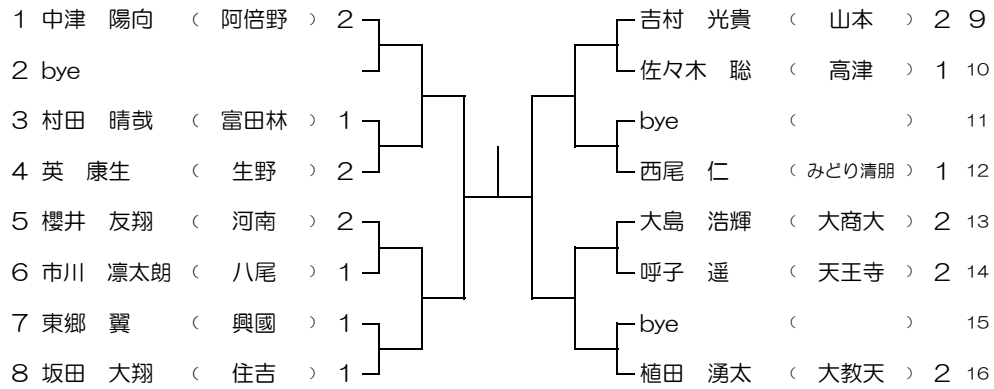 1 中津 陽向 ( 阿倍野 ) 2
2 bye
3 村田 晴哉 ( 富田林 ) 1
4 英 康生 ( 生野 ) 2
5 櫻井 友翔 ( 河南 ) 2
6 市川 凛太朗 ( 八尾 ) 1
7 東郷 翼 ( 興國 ) 1
8 坂田 大翔 ( 住吉 ) 1
吉村 光貴 ( 山本 ) 2 9
佐々木 聡 ( 高津 ) 1 10
bye ( ) 11
西尾 仁 ( みどり清朋 ) 1 12
大島 浩輝 ( 大商大 ) 2 13
呼子 遥 ( 天王寺 ) 2 14
bye ( ) 15
植田 湧太 ( 大教天 ) 2 16